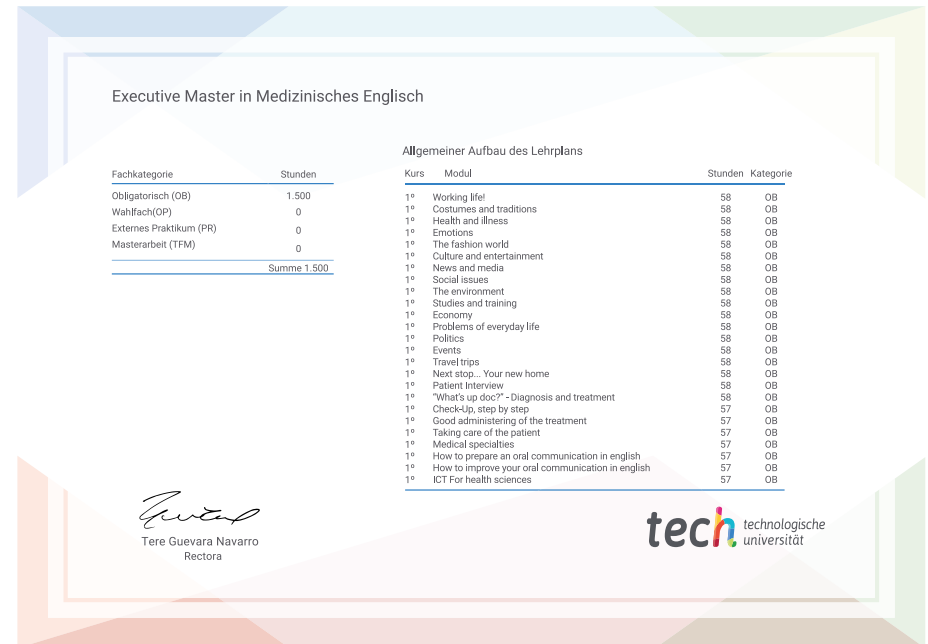 Executive Master in Medizinisches Englisch
Fachkategorie Stunden
Obligatorisch (OB) 1.500
Wahlfach(OP) 0
Externes Praktikum (PR) 0
Masterarbeit (TFM) 0
Summe 1.500
Allgemeiner Aufbau des Lehrplans
Kurs Modul Stunden Kategorie
1º Working life! 58 OB
1º Costumes and traditions 58 OB
1º Health and illness 58 OB
1º Emotions 58 OB
1º The fashion world 58 OB
1º Culture and entertainment 58 OB
1º News and media 58 OB
1º Social issues 58 OB
1º The environment 58 OB
1º Studies and training 58 OB
1º Economy 58 OB
1º Problems of everyday life 58 OB
1º Politics 58 OB
1º Events 58 OB
1º Travel trips 58 OB
1º Next stop... Your new home 58 OB
1º Patient Interview 58 OB
1º "What's up doc?" - Diagnosis and treatment 58 OB
1º Check-Up, step by step 57 OB
1º Good administering of the treatment 57 OB
1º Taking care of the patient 57 OB
1º Medical specialties 57 OB
1º How to prepare an oral communication in english 57 OB
1º How to improve your oral communication in english 57 OB
1º ICT For health sciences 57 OB
Tere Guevara Navarro
Rectora
tech technologische
universität